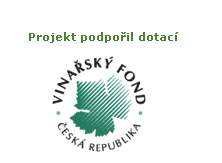 Projekt podpořil dotací
VINAŘSKÝ FOND
ČESKÁ REPUBLIKA